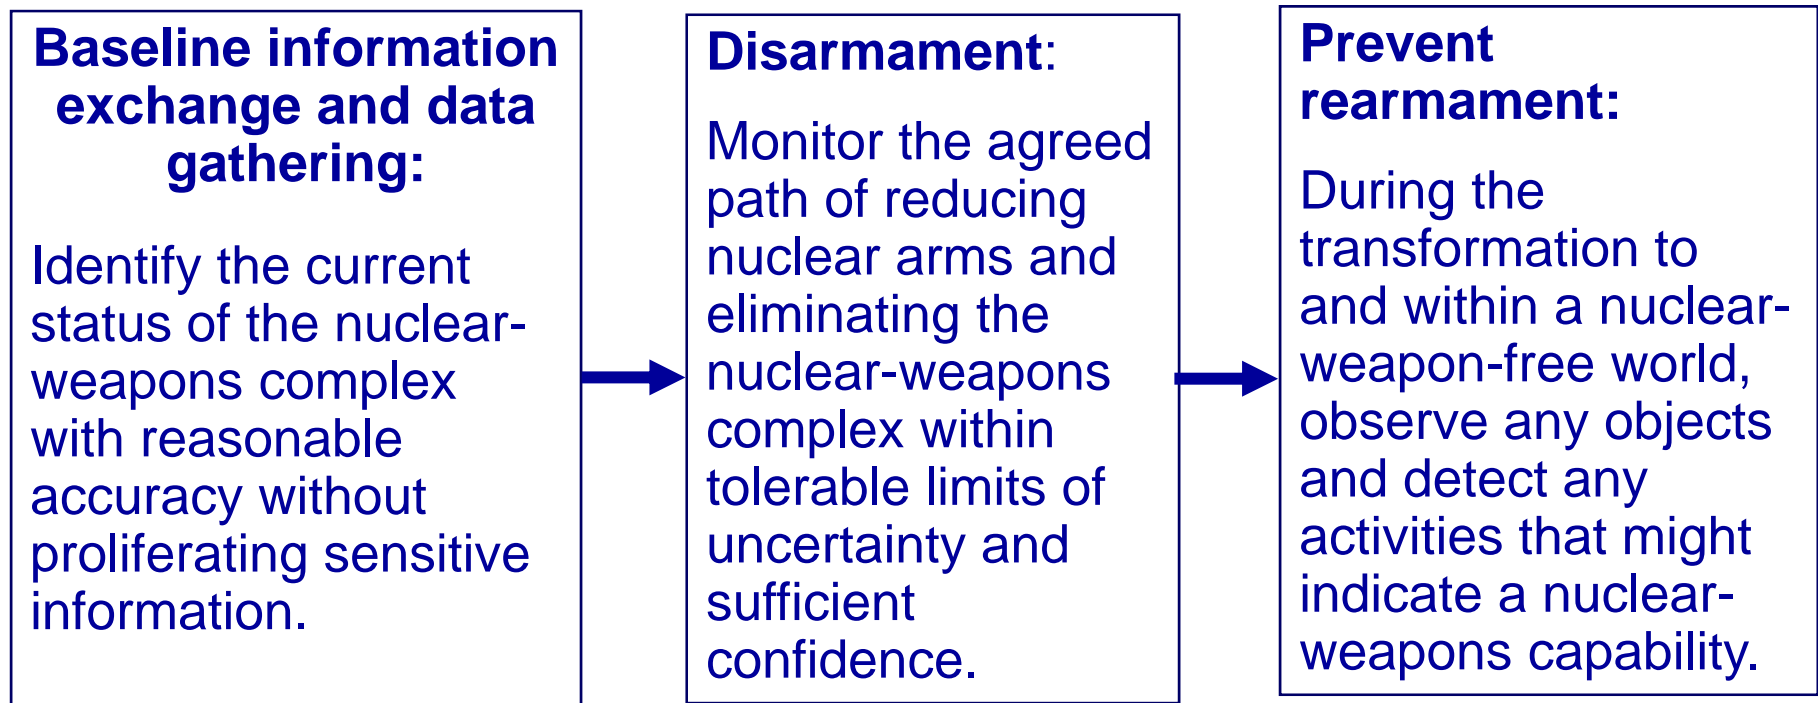 Baseline information
exchange and data
gathering:
Identify the current
status of the nuclear-
weapons complex
with reasonable
accuracy without
proliferating sensitive
information.
Disarmament:
Monitor the agreed
path of reducing
nuclear arms and
eliminating the
nuclear-weapons
complex within
tolerable limits of
uncertainty and
sufficient
confidence.
Prevent
rearmament:
During the
transformation to
and within a nuclear-
weapon-free world,
observe any objects
and detect any
activities that might
indicate a nuclear-
weapons capability.